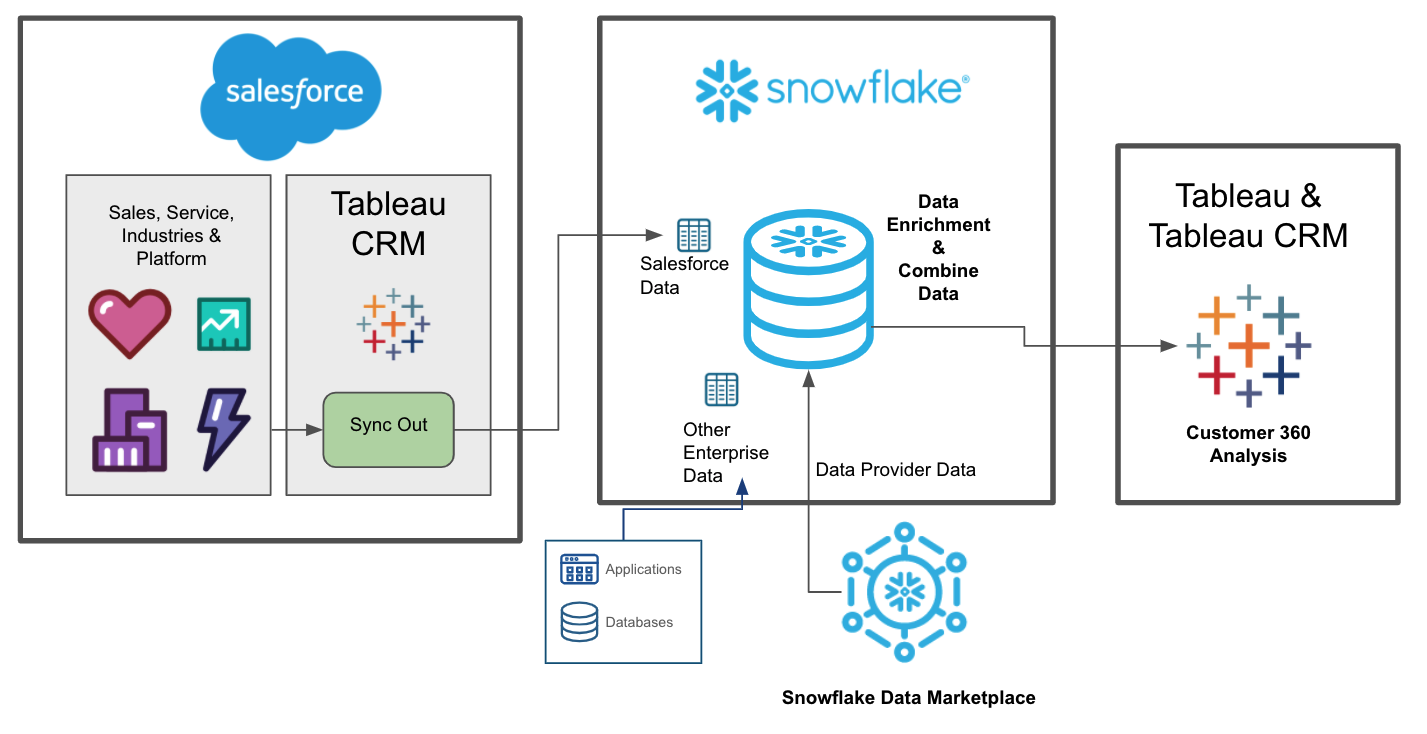 salesforce
Sales, Service,
Industries &
Platform
Tableau
CRM
Sync Out
snowflake®
Salesforce
Data
Data
Enrichment
&
Combine
Data
Other
Enterprise
Data
Data Provider Data
Applications
Databases
Snowflake Data Marketplace
Tableau &
Tableau CRM
Customer 360
Analysis